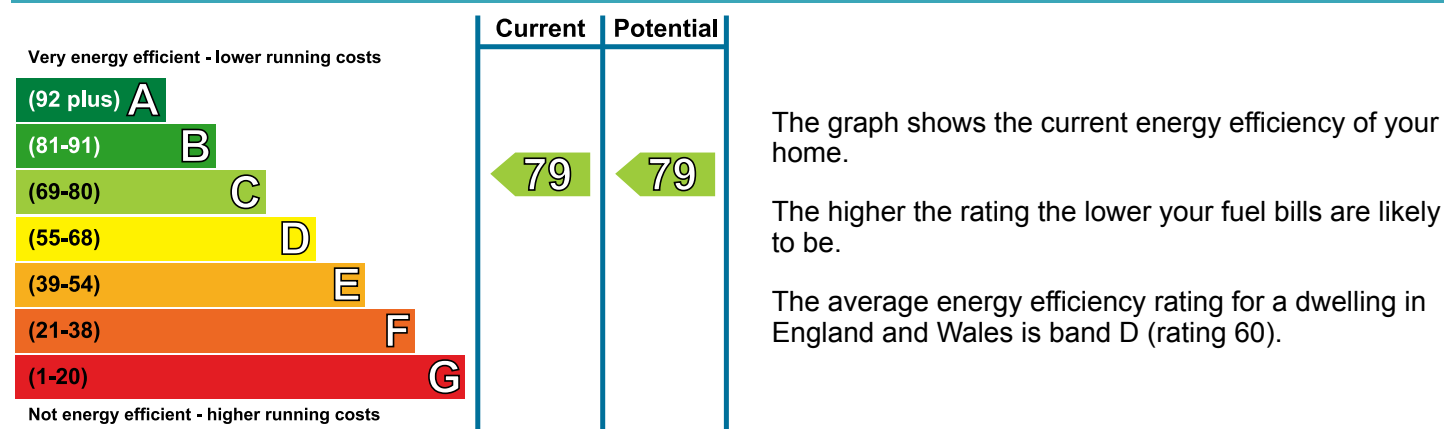 Current Potential
Very energy efficient - lower running costs
(92 plus) A
(81-91) B
(69-80) C
79 79
(55-68) D
(39-54) E
(21-38) F
(1-20) G
Not energy efficient - higher running costs
The graph shows the current energy efficiency of your
home.
The higher the rating the lower your fuel bills are likely
to be.
The average energy efficiency rating for a dwelling in
England and Wales is band D (rating 60).